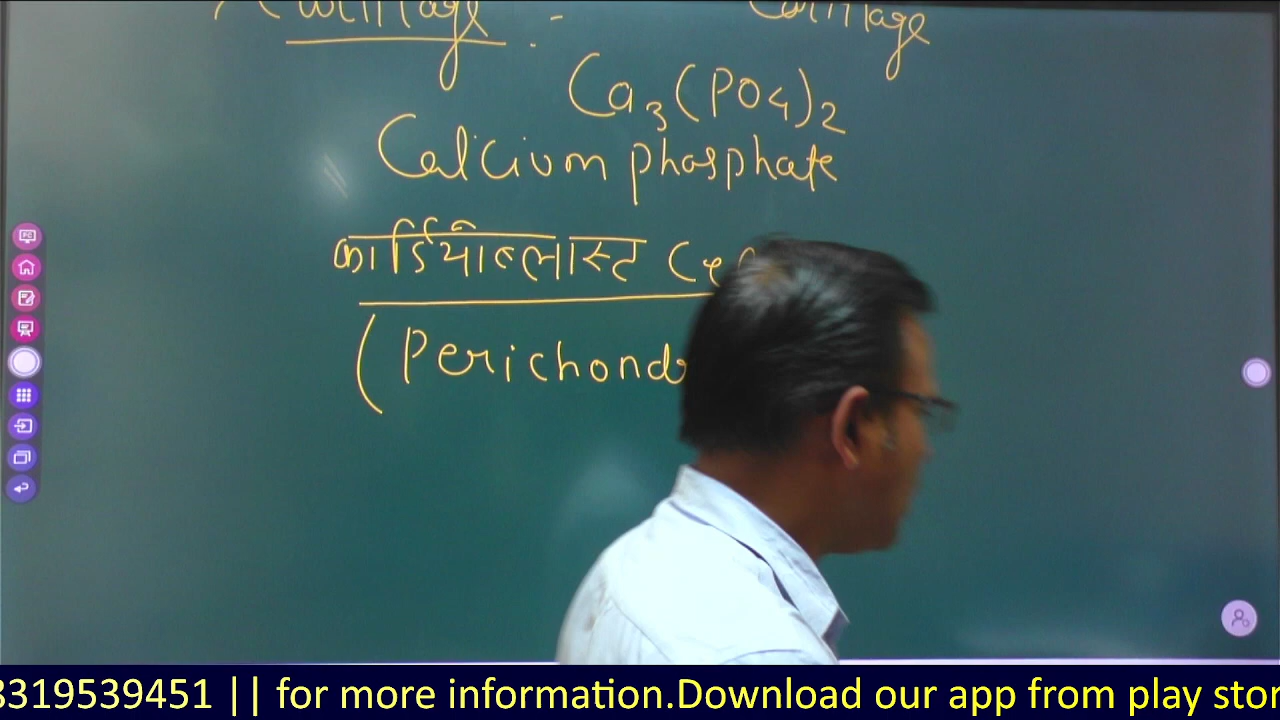 Cartilage
Ca3(PO4)2
Calcium phosphate
कार्डियोब्लास्ट
(Perichond
3319539451 || for more information.Download our app from play stor